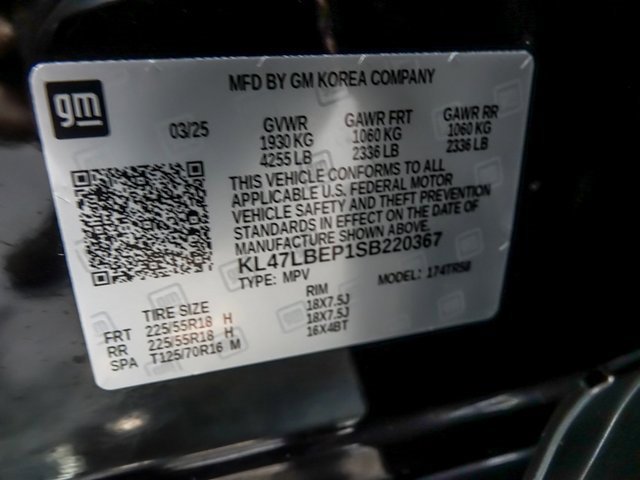 gm
MFD BY GM KOREA COMPANY
03/25 GVWR GAWR FRT GAWR RR
1930 KG 1060 KG 1060 KG
4255 LB 2336 LB 2336 LB
THIS VEHICLE CONFORMS TO ALL
APPLICABLE U.S. FEDERAL MOTOR
VEHICLE SAFETY AND THEFT PREVENTION
STANDARDS IN EFFECT ON THE DATE OF
MANUFACTURE SHOWN ABOVE.
KL47LBEP1SB220367
TYPE: MPV MODEL: 174TR58
TIRE SIZE RIM
FRT 225/55R18 H 18X7.5J
RR 225/55R18 H 18X7.5J
SPA T125/70R16 M 16X4BT